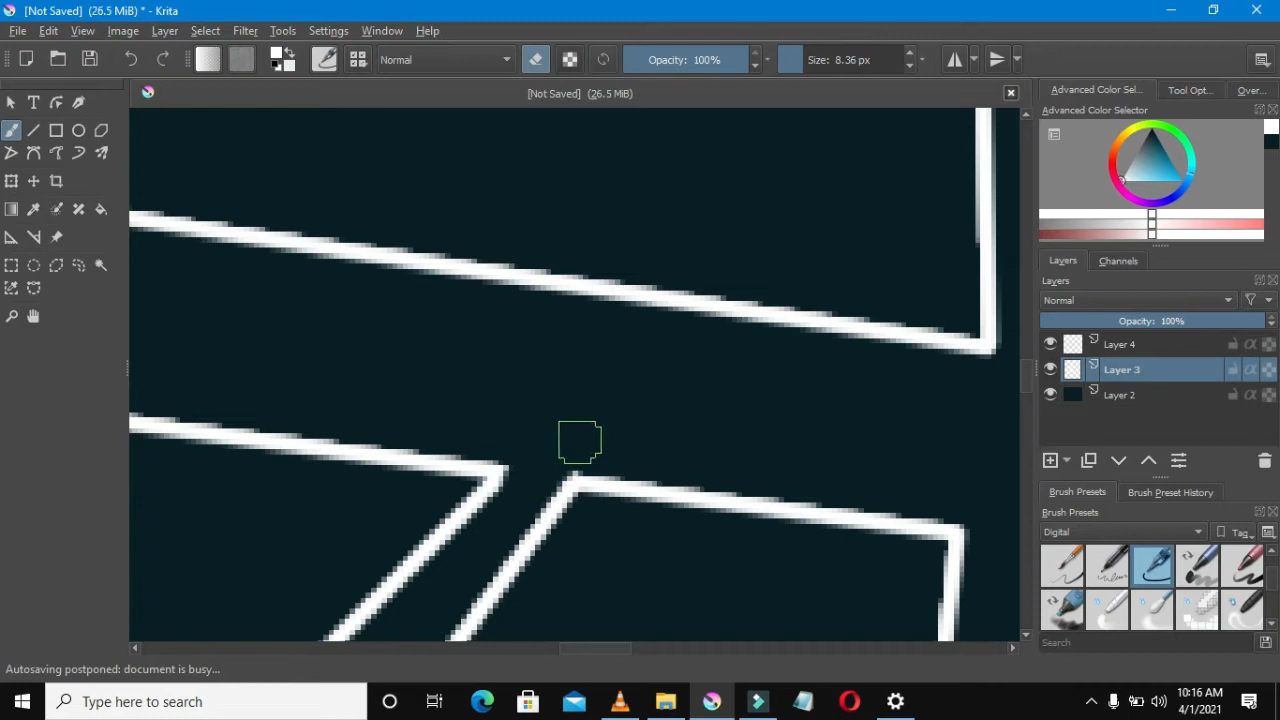 [Not Saved] (26.5 MiB) * - Krita
File Edit View Image Layer Select Filter Tools Settings Window Help
Normal Opacity: 100% Size: 8.36 px
[Not Saved] (26.5 MiB)
Advanced Color Sel... Tool Opt... Over...
Advanced Color Selector
Layers Channels
Layers
Normal
Opacity: 100%
Layer 4
Layer 3
Layer 2
Brush Presets Brush Preset History
Brush Presets
Digital Tag
Search
Autosaving postponed: document is busy...
Type here to search
10:16 AM
4/1/2021